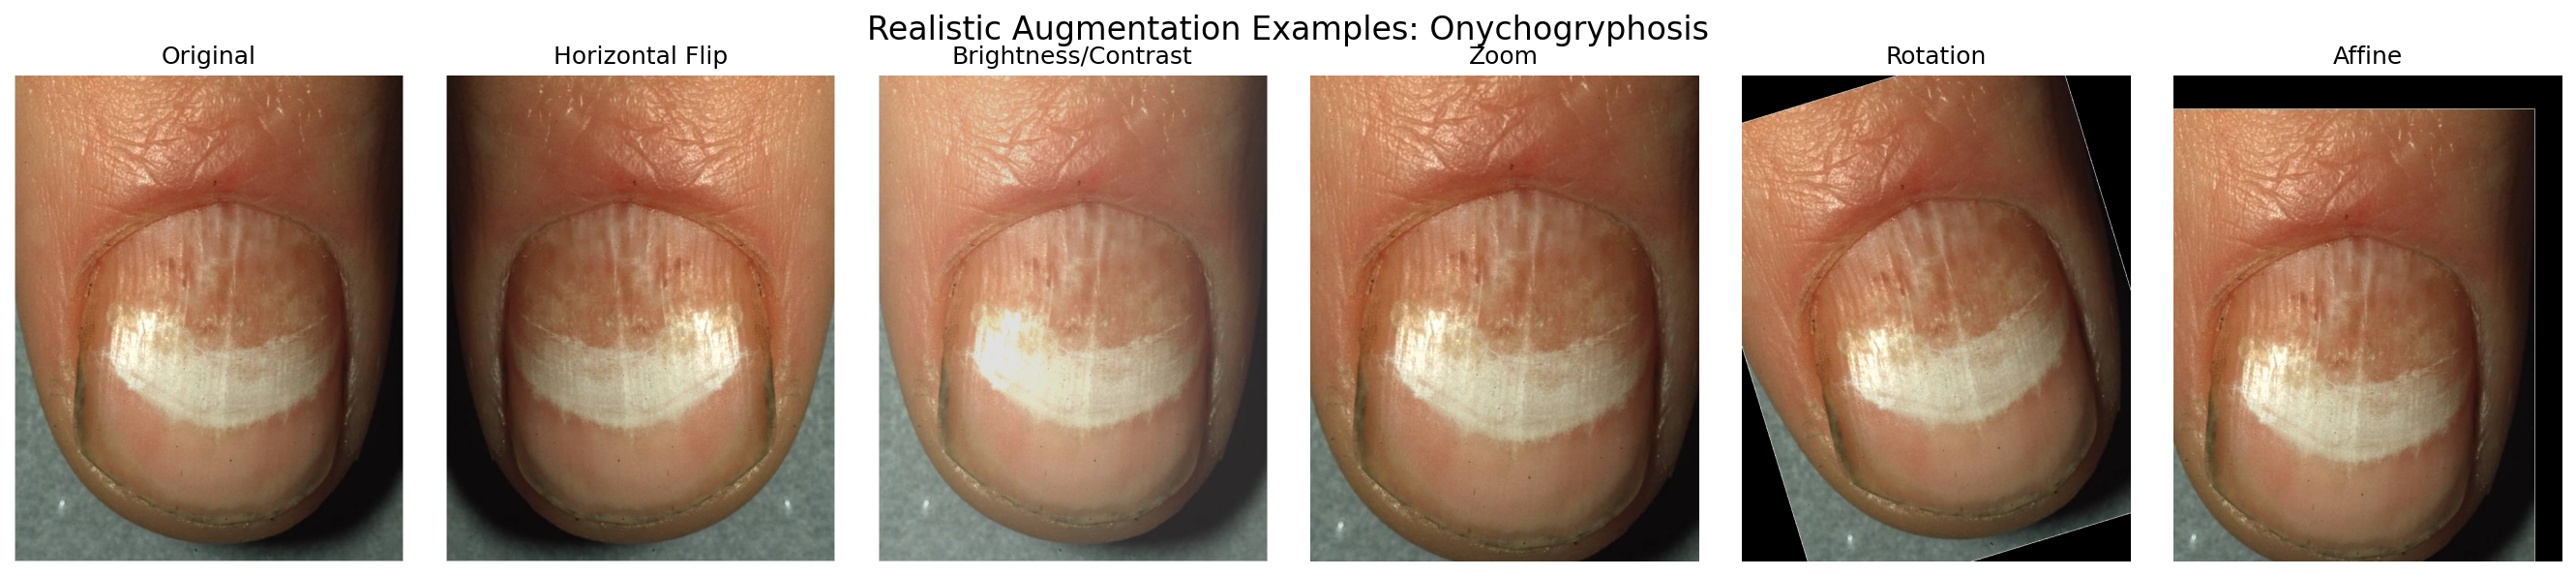 Realistic Augmentation Examples: Onychogryphosis
Original
Horizontal Flip
Brightness/Contrast
Zoom
Rotation
Affine